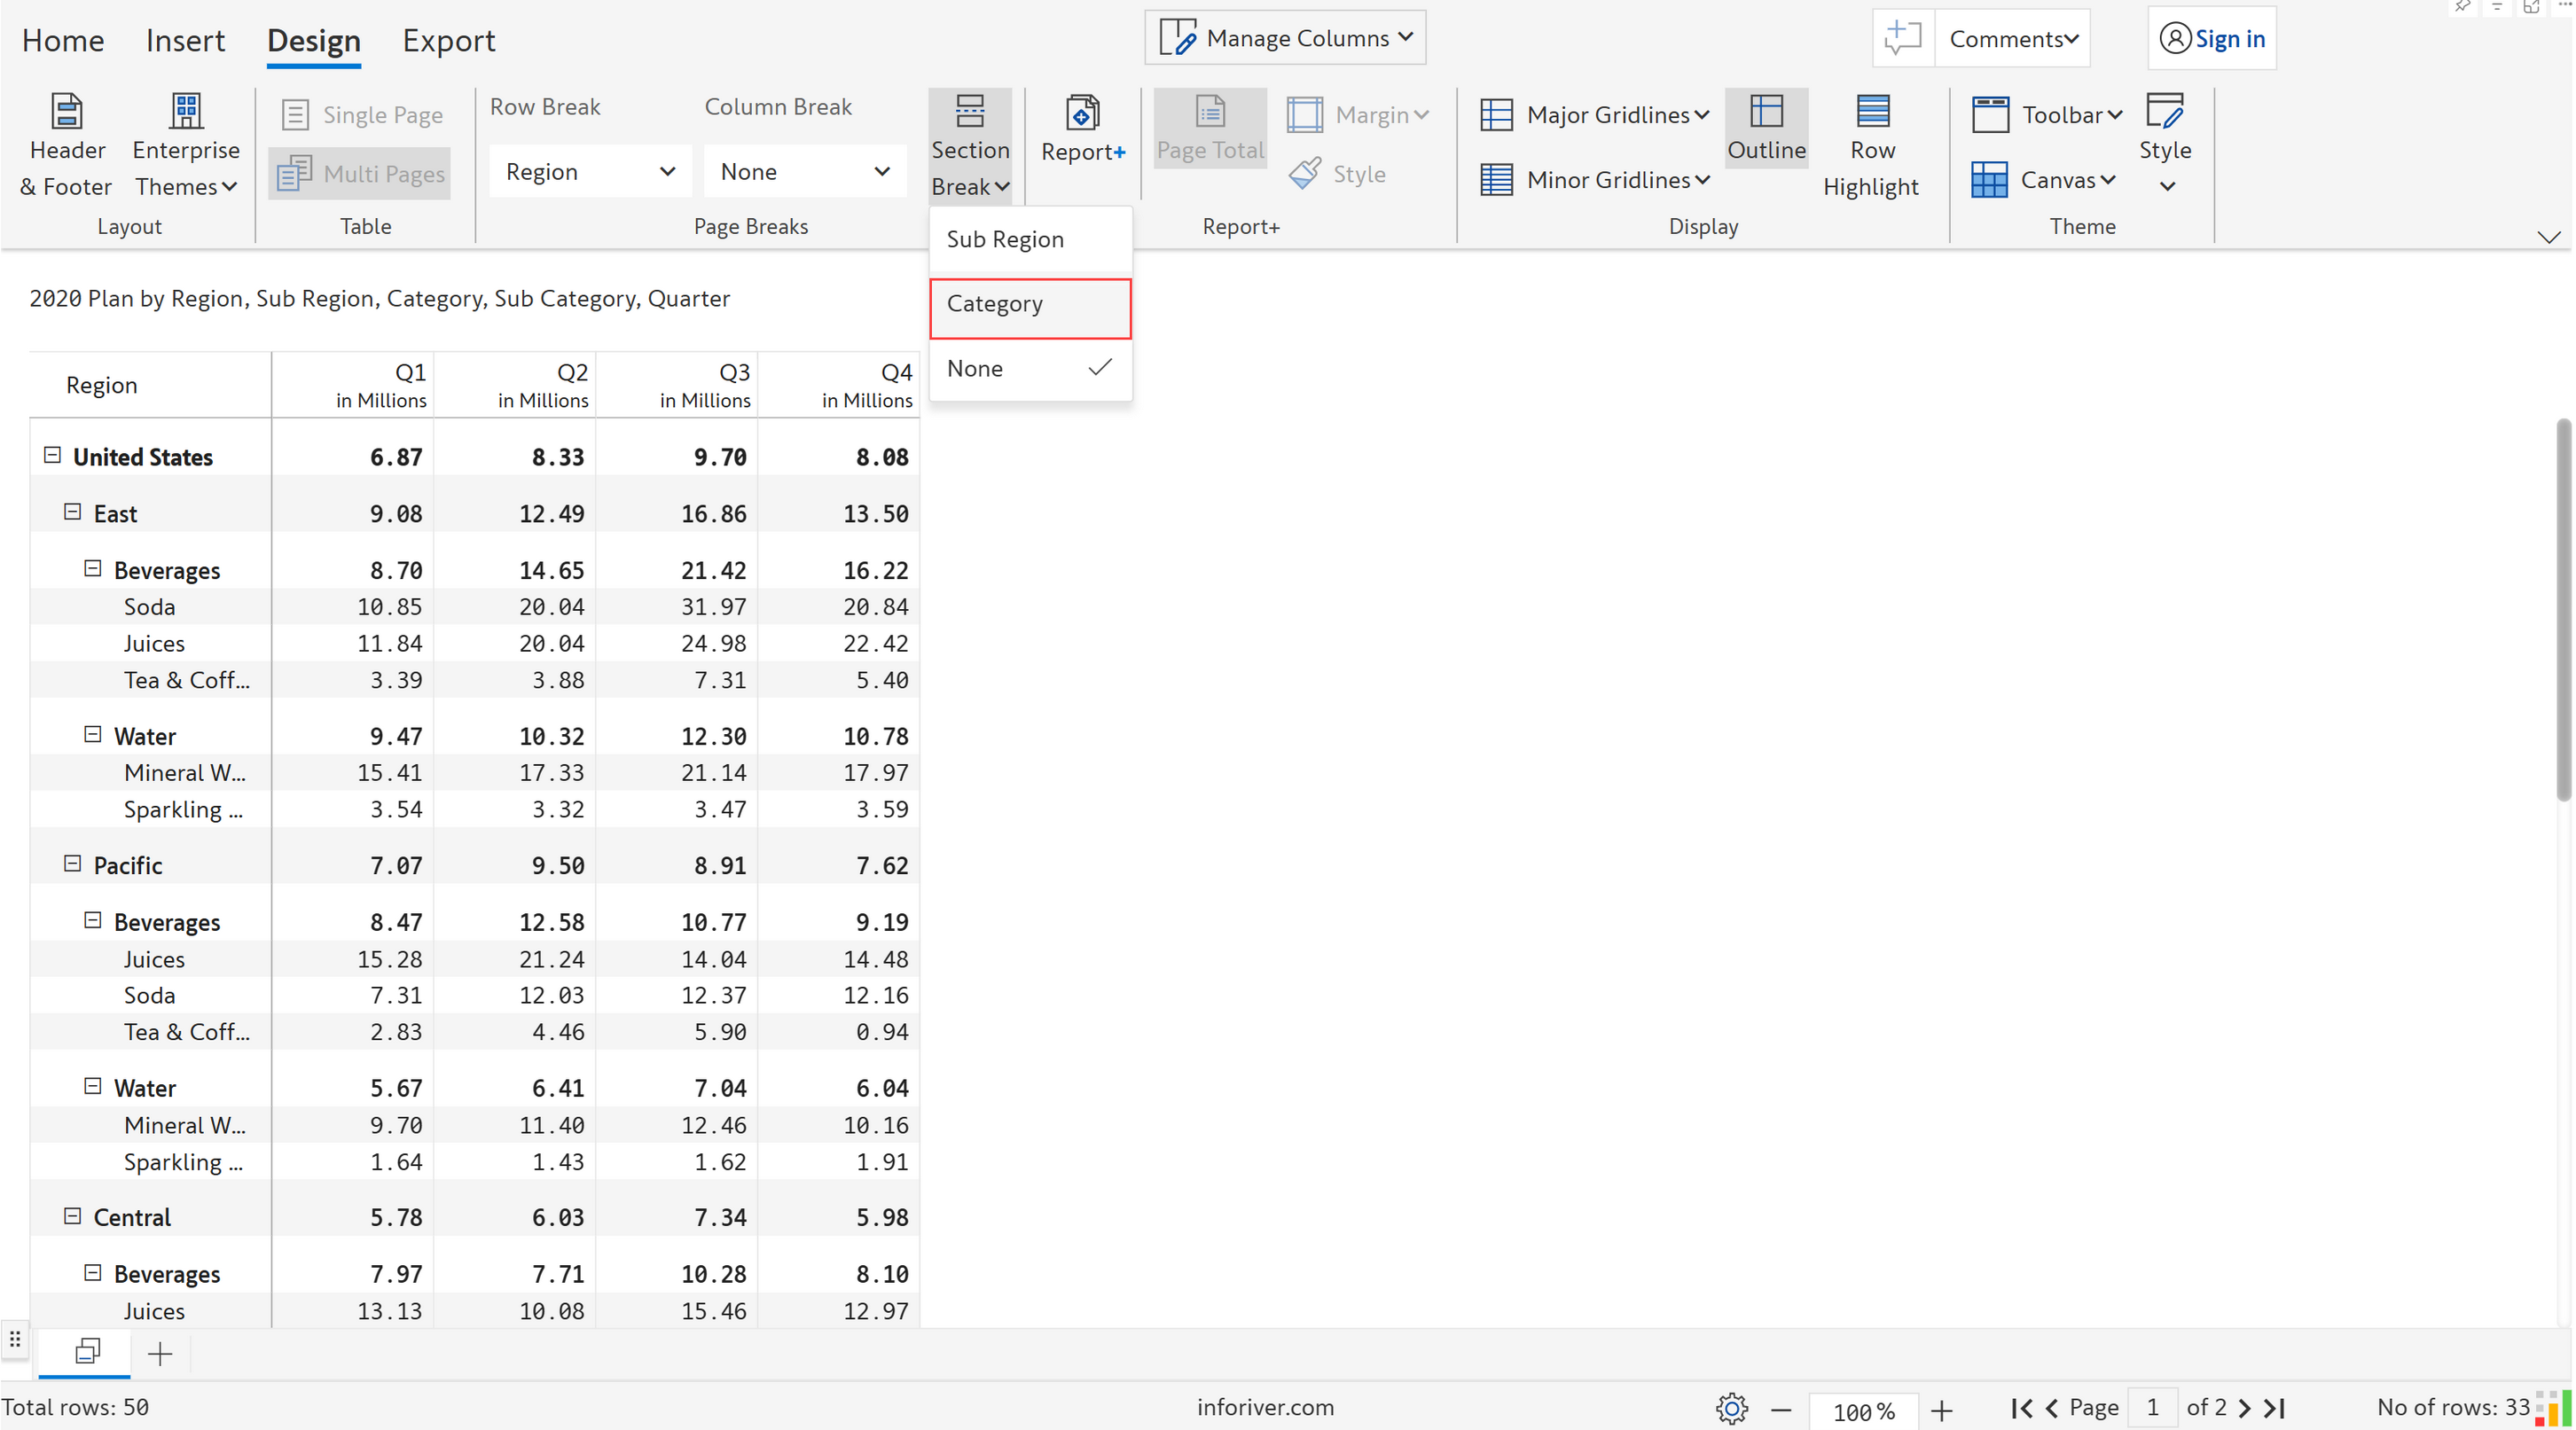 Home Insert Design Export Manage Columns Comments Sign in
Header & Footer
Enterprise Themes
Layout
Single Page
Multi Pages
Table
Row Break
Region
Column Break
None
Page Breaks
Section Break
Report+
Page Total
Margin
Style
Report+
Major Gridlines
Minor Gridlines
Outline
Row Highlight
Display
Toolbar
Canvas
Style
Theme
Sub Region
Category
None
2020 Plan by Region, Sub Region, Category, Sub Category, Quarter
Region Q1 Q2 Q3 Q4
in Millions in Millions in Millions in Millions
United States 6.87 8.33 9.70 8.08
East 9.08 12.49 16.86 13.50
Beverages 8.70 14.65 21.42 16.22
Soda 10.85 20.04 31.97 20.84
Juices 11.84 20.04 24.98 22.42
Tea & Coff... 3.39 3.88 7.31 5.40
Water 9.47 10.32 12.30 10.78
Mineral W... 15.41 17.33 21.14 17.97
Sparkling ... 3.54 3.32 3.47 3.59
Pacific 7.07 9.50 8.91 7.62
Beverages 8.47 12.58 10.77 9.19
Juices 15.28 21.24 14.04 14.48
Soda 7.31 12.03 12.37 12.16
Tea & Coff... 2.83 4.46 5.90 0.94
Water 5.67 6.41 7.04 6.04
Mineral W... 9.70 11.40 12.46 10.16
Sparkling ... 1.64 1.43 1.62 1.91
Central 5.78 6.03 7.34 5.98
Beverages 7.97 7.71 10.28 8.10
Juices 13.13 10.08 15.46 12.97
Total rows: 50 inforiver.com 100 % Page 1 of 2 No of rows: 33